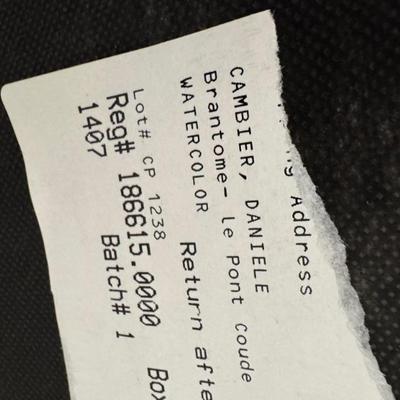 Address
CAMBIER, DANIELE
Brantome- le Pont coude
WATERCOLOR Return afte
Lot# CP 1238
Reg# 186615.0000 Box
1407 Batch# 1